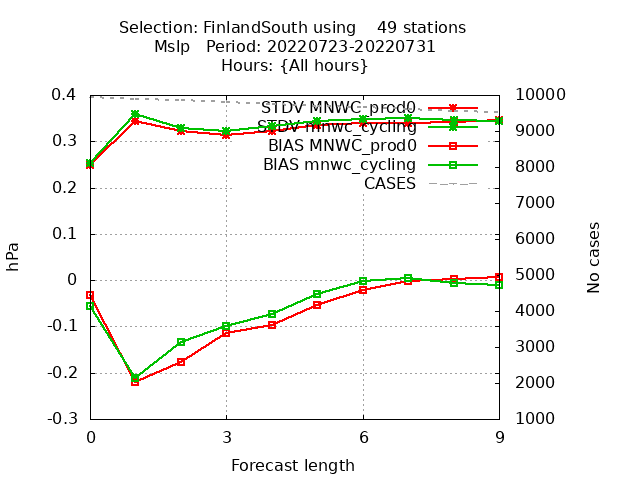 Selection: FinlandSouth using    49 stations
Mslp   Period: 20220723-20220731
Hours: {All hours}
0.4
0.3
0.2
0.1
0
-0.1
-0.2
-0.3
hPa
STDV MNWC_prod0
STDV mnwc_cycling
BIAS MNWC_prod0
BIAS mnwc_cycling
CASES
10000
9000
8000
7000
6000
5000
4000
3000
2000
1000
No cases
0 3 6 9
Forecast length